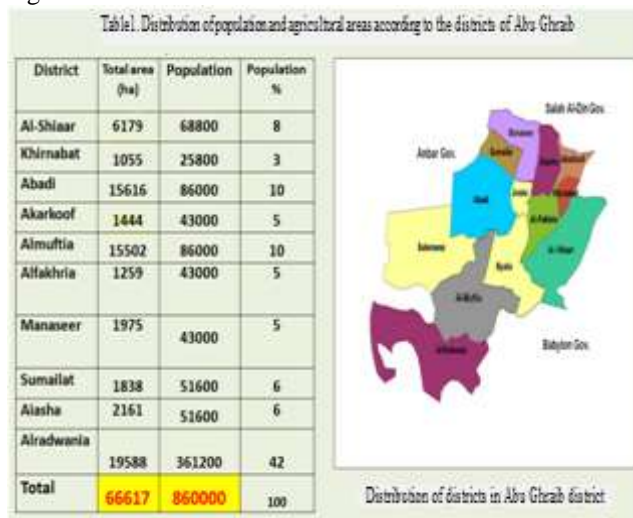 Table1. Distribution of population and agricultural areas according to the districts of Abu Ghraib
District Total area (ha) Population Population %
Al-Shiaar 6179 68800 8
Khirnabat 1055 25800 3
Abadi 15616 86000 10
Akarkoof 1444 43000 5
Almuftia 15502 86000 10
Alfakhria 1259 43000 5
Manaseer 1975 43000 5
Sumailat 1838 51600 6
Aiasha 2161 51600 6
Alradwania 19588 361200 42
Total 66617 860000 100
Salah Al-Din Gov.
Anbar Gov.
Abadi
Babylon Gov.
Distribution of districts in Abu Ghraib district